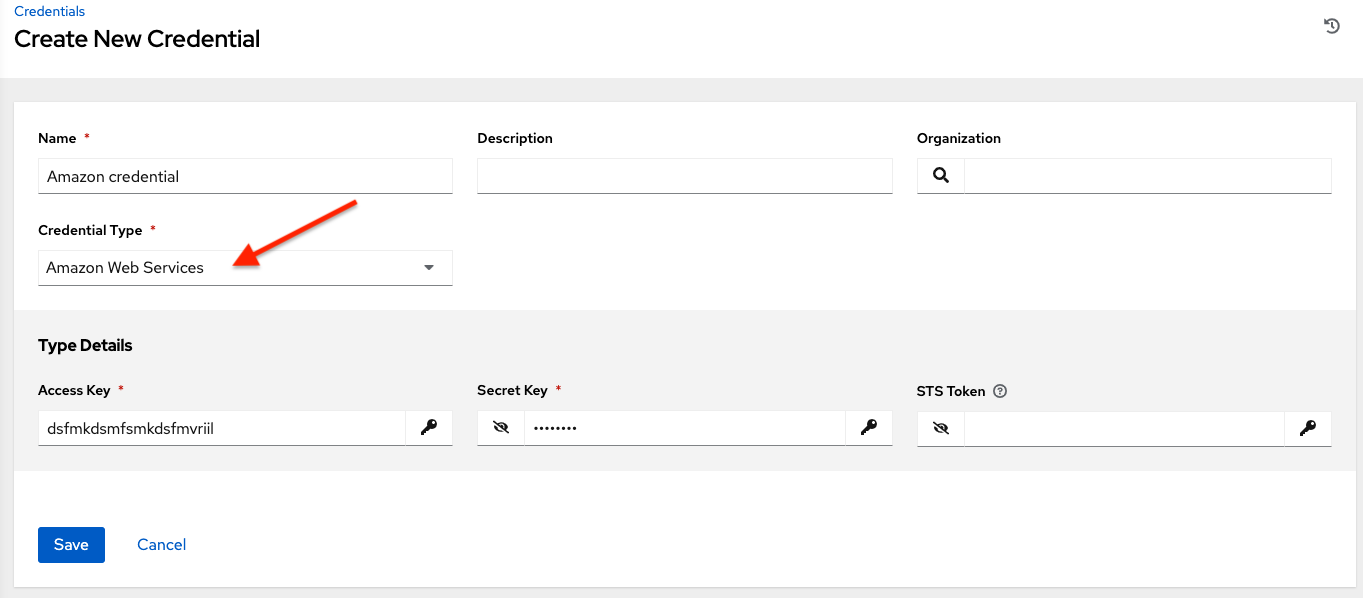 Credentials
Create New Credential
Name *
Description
Organization
Amazon credential
Credential Type *
Amazon Web Services
Type Details
Access Key *
Secret Key *
STS Token
dsfmkdsmfsmkdsfmvriil
••••••••
Save
Cancel